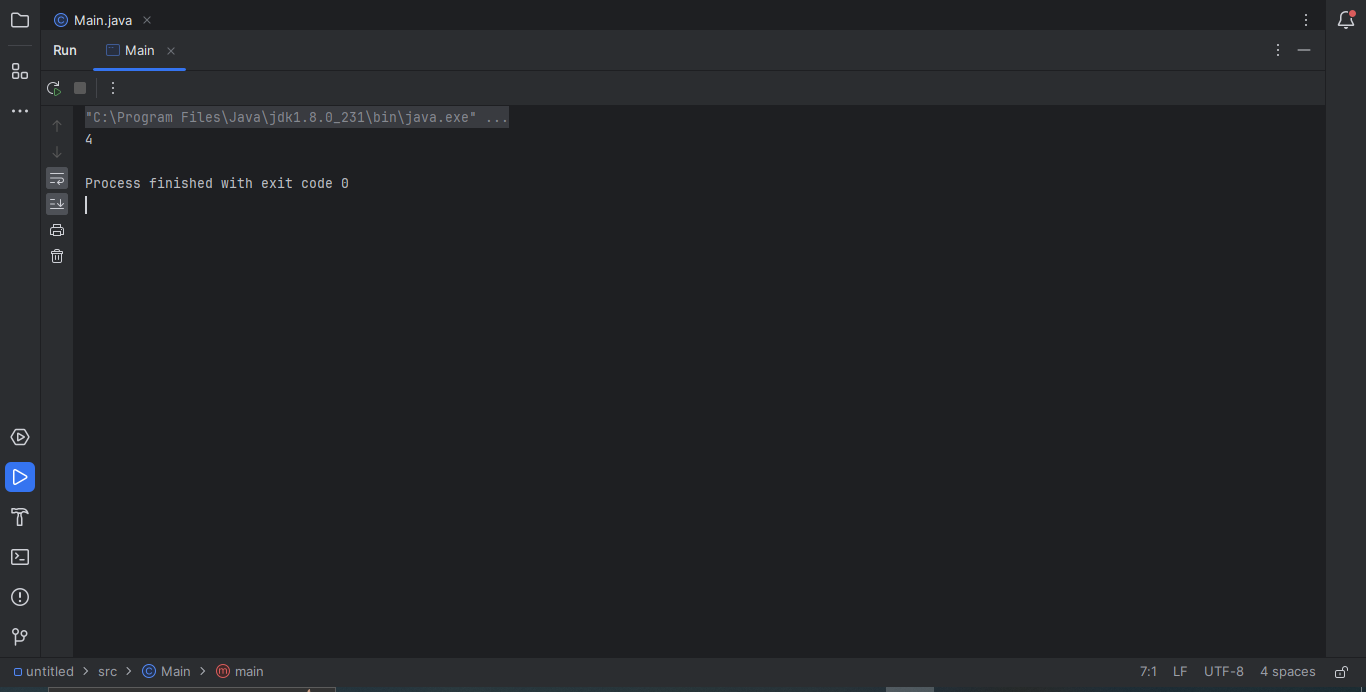 Main.java
Run Main
"C:\Program Files\Java\jdk1.8.0_231\bin\java.exe" ...
4
Process finished with exit code 0
untitled > src > Main > main 7:1 LF UTF-8 4 spaces